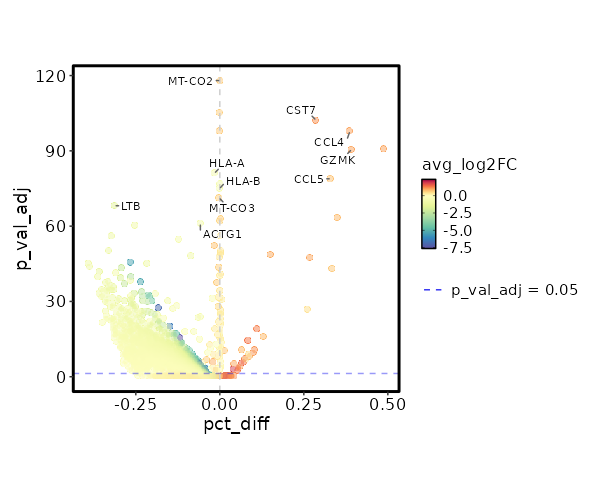 120
90
60
30
0
-0.25
0.00
0.25
0.50
p_val_adj
pct_diff
MT-CO2
CST7
CCL4
GZMK
CCL5
HLA-A
HLA-B
MT-CO3
LTB
ACTG1
avg_log2FC
0.0
-2.5
-5.0
-7.5
p_val_adj = 0.05